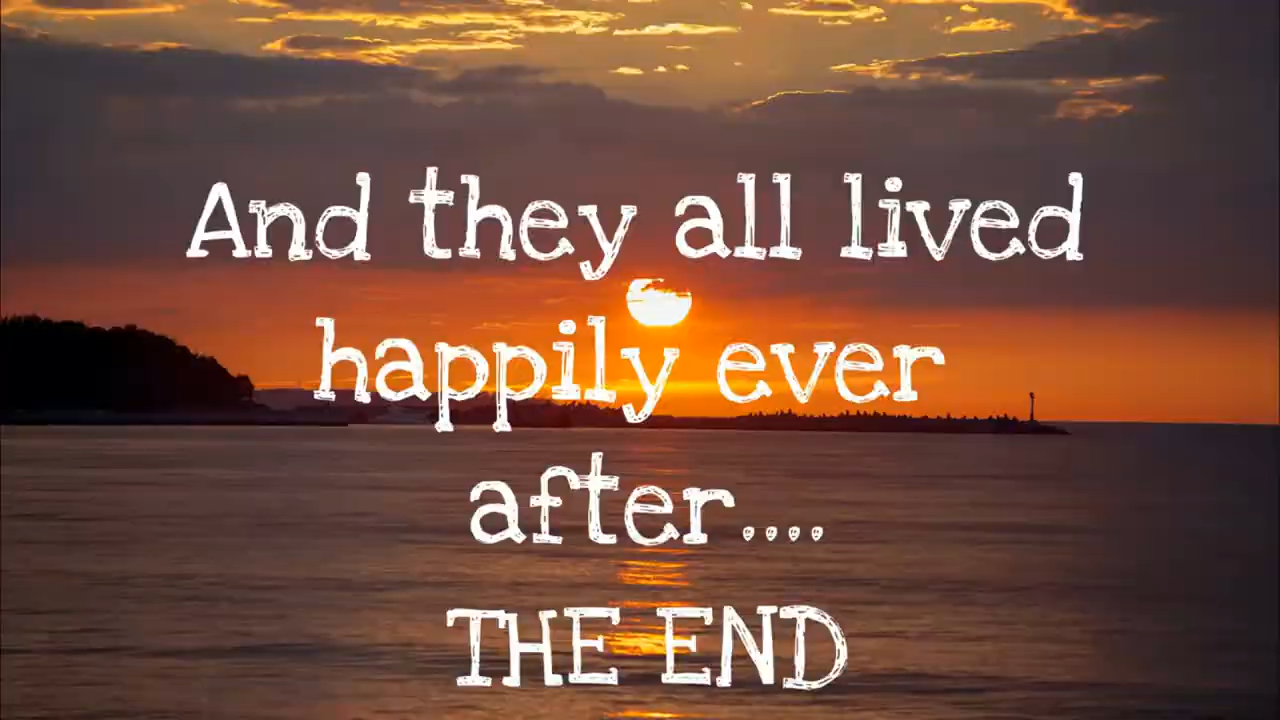 And they all lived
happily ever
after....
THE END